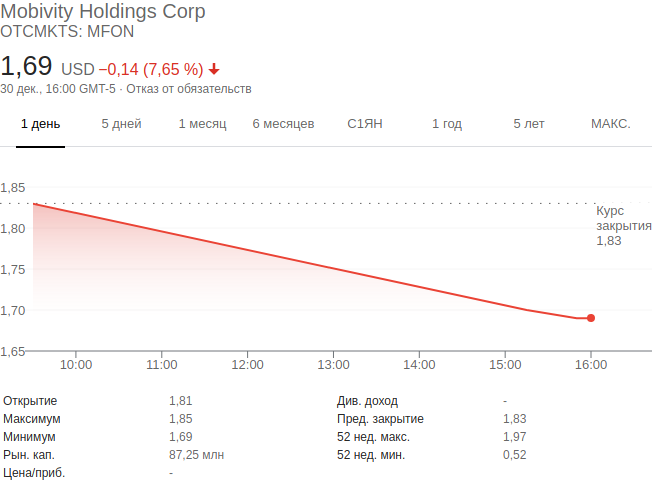 Mobivity Holdings Corp
OTCMKTS: MFON
1,69 USD −0,14 (7,65 %)
30 дек., 16:00 GMT-5 · Отказ от обязательств
1 день 5 дней 1 месяц 6 месяцев С1ЯН 1 год 5 лет МАКС.
1,85
1,80
1,75
1,70
1,65
Курс
закрытия
1,83
10:00 11:00 12:00 13:00 14:00 15:00 16:00
Открытие 1,81 Див. доход -
Максимум 1,85 Пред. закрытие 1,83
Минимум 1,69 52 нед. макс. 1,97
Рын. кап. 87,25 млн 52 нед. мин. 0,52
Цена/приб. -